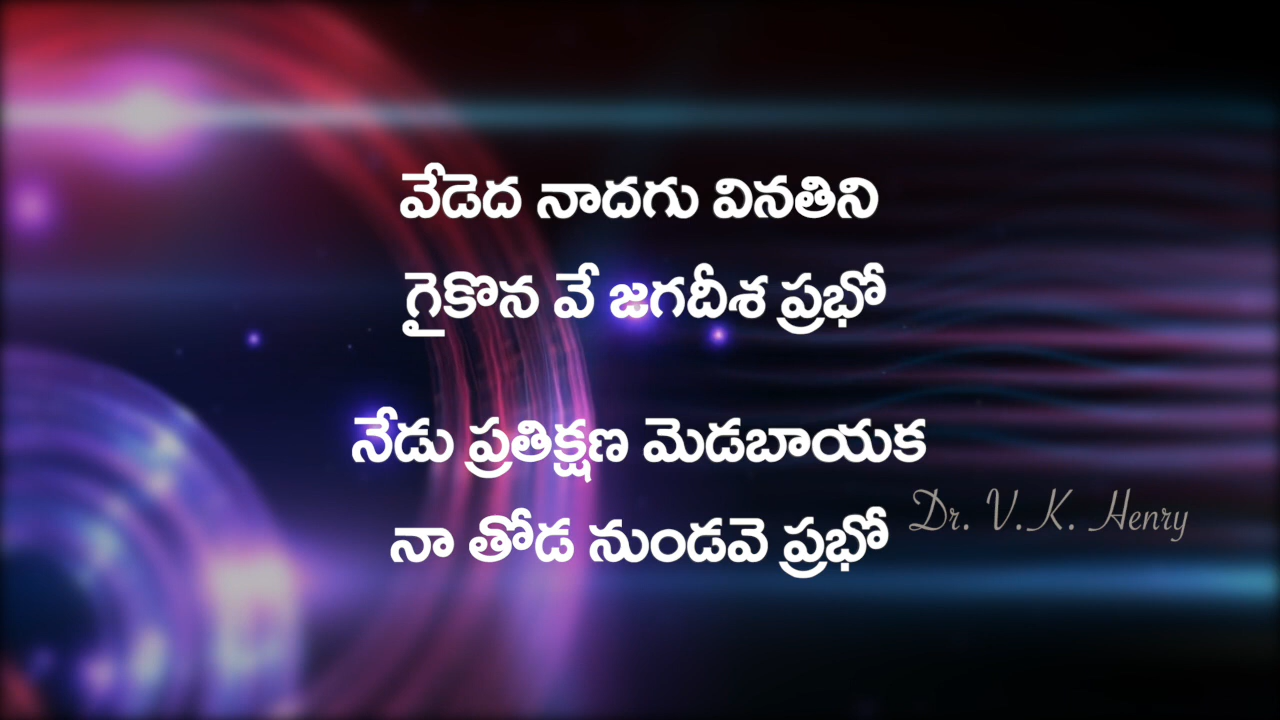 వేడెద నాదగు వినతిని
గైకొన వే జగదీశ ప్రభో
నేడు ప్రతిక్షణ మెడబాయక
నా తోడ నుండవె ప్రభో
Dr. V.K. Henry